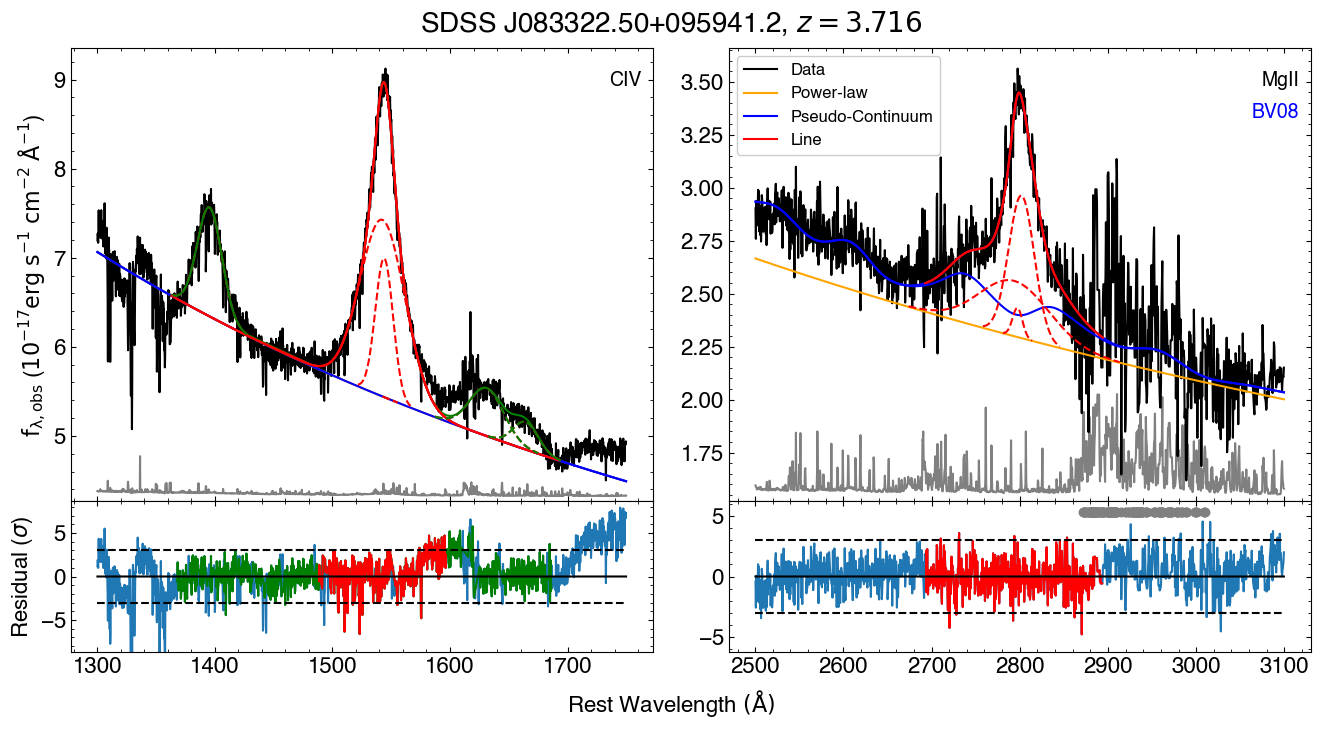 SDSS J083322.50+095941.2, z = 3.716
f_λ,obs (10^−17 erg s^−1 cm^−2 Å^−1)
9
8
7
6
5
CIV
3.50
3.25
3.00
2.75
2.50
2.25
2.00
1.75
Data
Power-law
Pseudo-Continuum
Line
MgII
BV08
Residual (σ)
5
0
−5
1300 1400 1500 1600 1700
5
0
−5
2500 2600 2700 2800 2900 3000 3100
Rest Wavelength (Å)